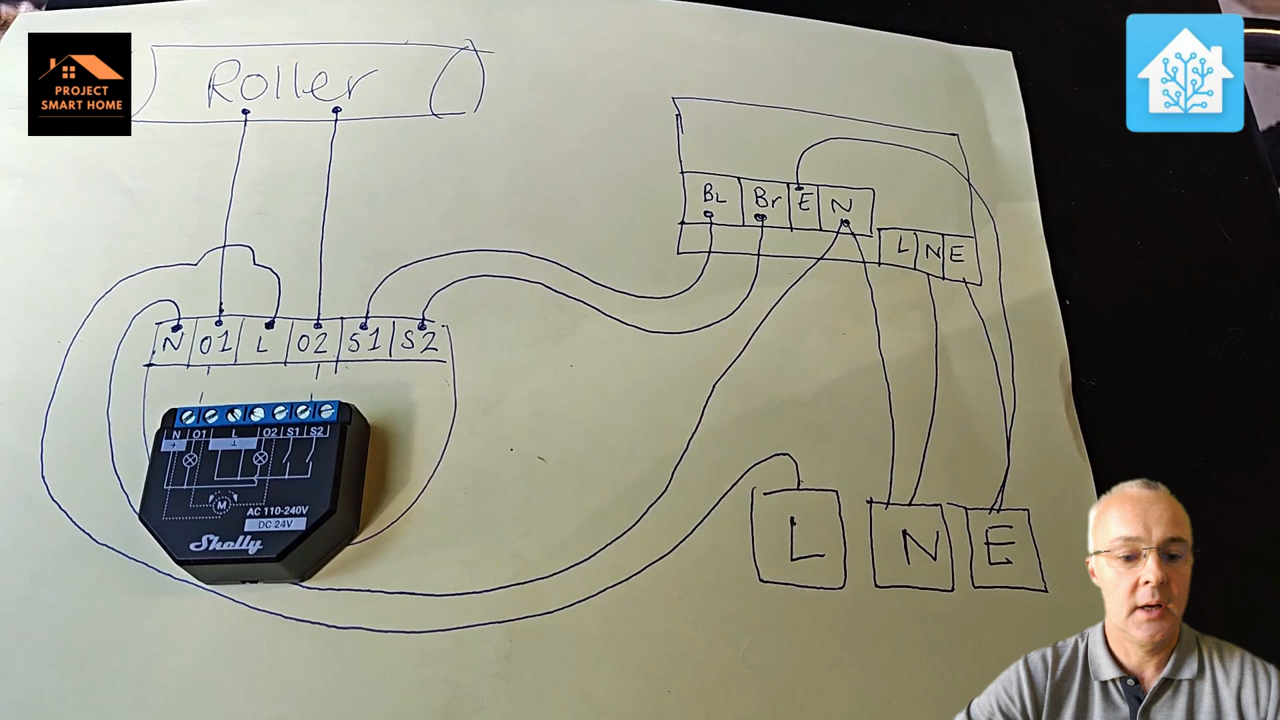 PROJECT
SMART HOME
Roller
BL Br E N
L N E
N O1 L O2 S1 S2
N O1 L O2 S1 S2
+ ⊥
M
AC 110-240V
DC 24V
Shelly
L N E